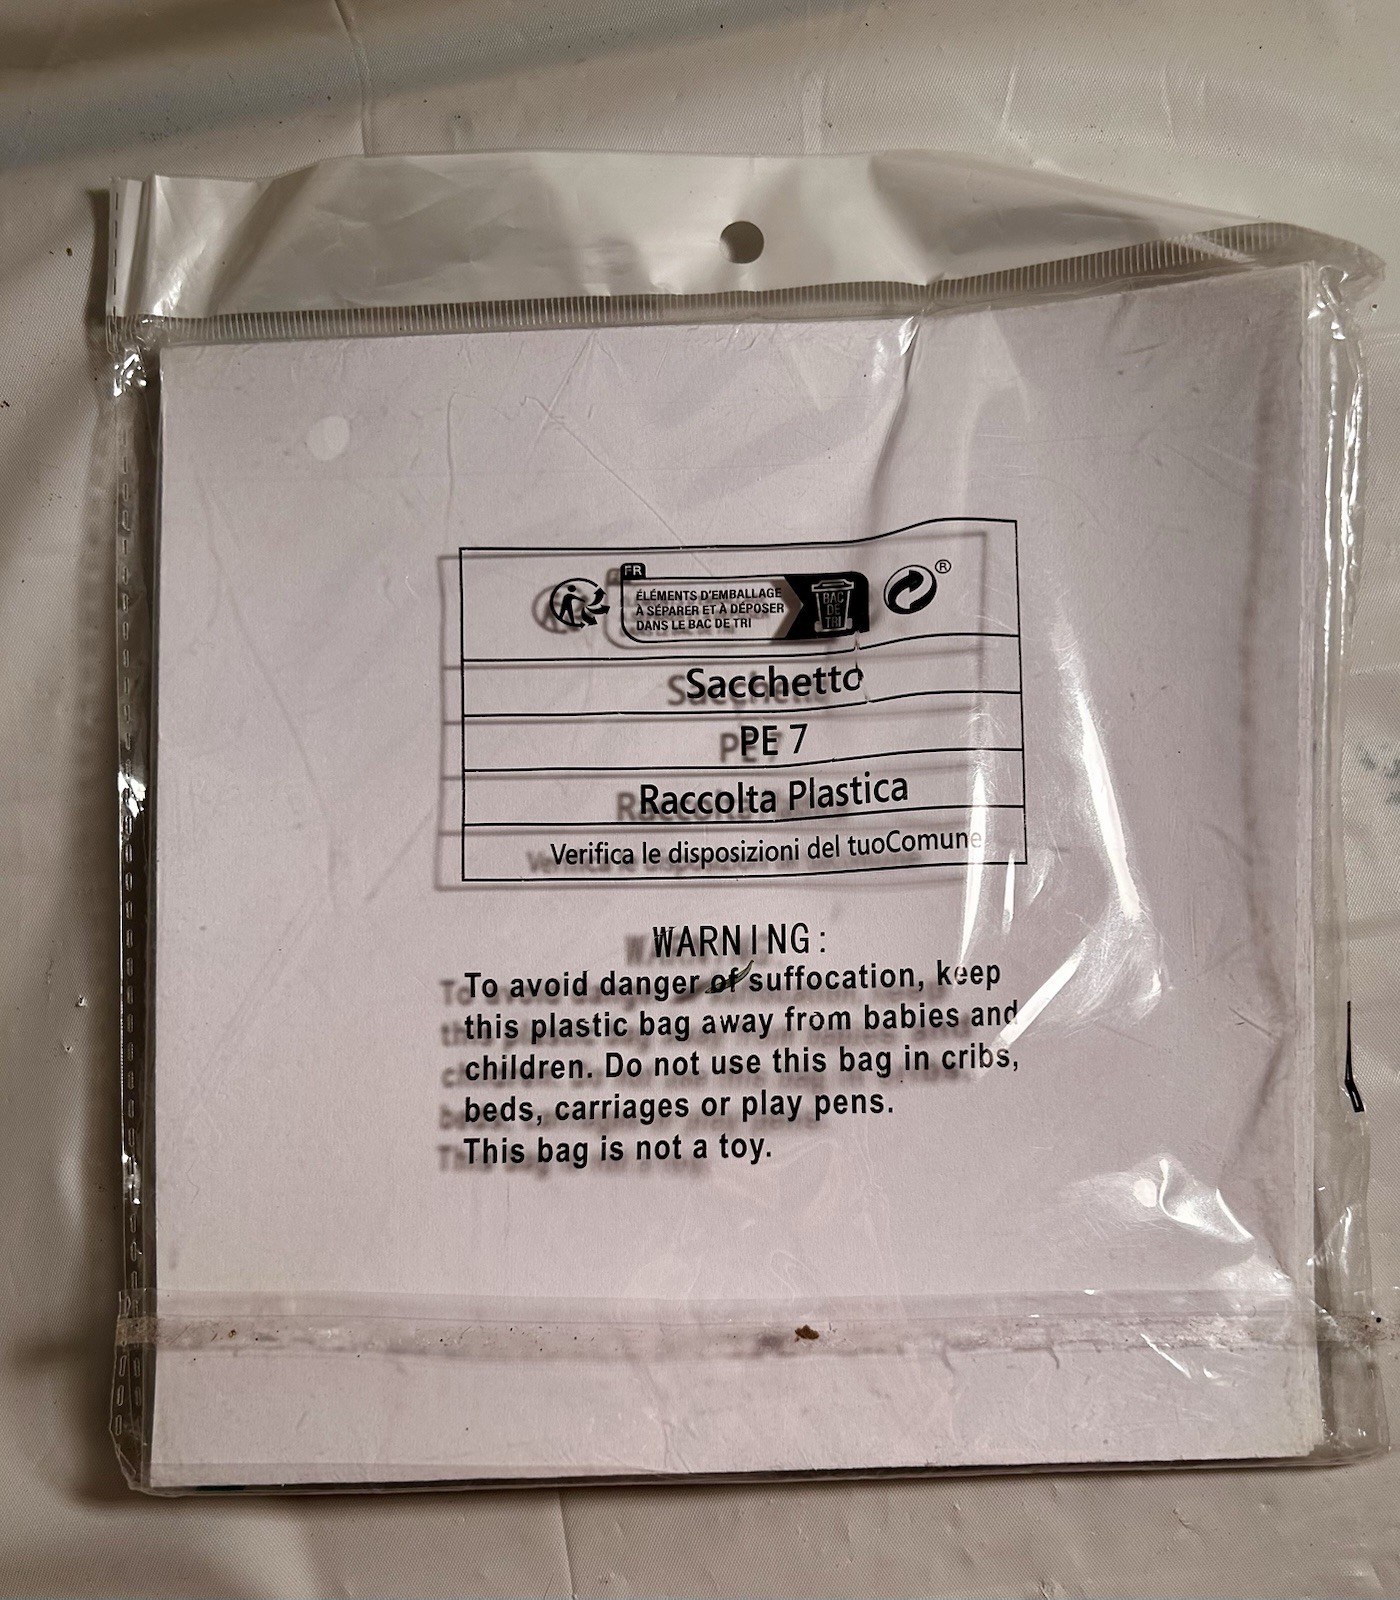 FR
ÉLÉMENTS D'EMBALLAGE
À SÉPARER ET À DÉPOSER
DANS LE BAC DE TRI
BAC
DE
TRI
®
Sacchetto
PE 7
Raccolta Plastica
Verifica le disposizioni del tuoComune
WARNING:
To avoid danger of suffocation, keep
this plastic bag away from babies and
children. Do not use this bag in cribs,
beds, carriages or play pens.
This bag is not a toy.